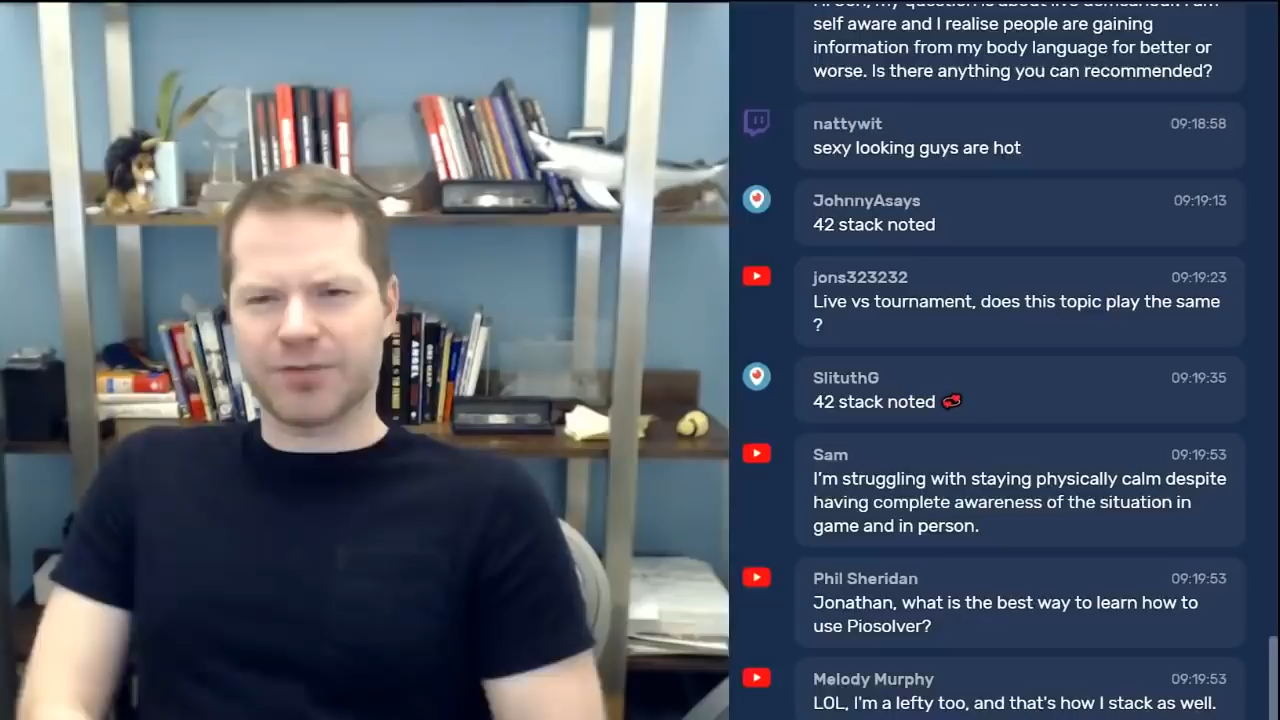 self aware and I realise people are gaining
information from my body language for better or
worse. Is there anything you can recommended?
nattywit 09:18:58
sexy looking guys are hot
JohnnyAsays 09:19:13
42 stack noted
jons323232 09:19:23
Live vs tournament, does this topic play the same
?
SlituthG 09:19:35
42 stack noted
Sam 09:19:53
I'm struggling with staying physically calm despite
having complete awareness of the situation in
game and in person.
Phil Sheridan 09:19:53
Jonathan, what is the best way to learn how to
use Piosolver?
Melody Murphy 09:19:53
LOL, I'm a lefty too, and that's how I stack as well.
ANGEL